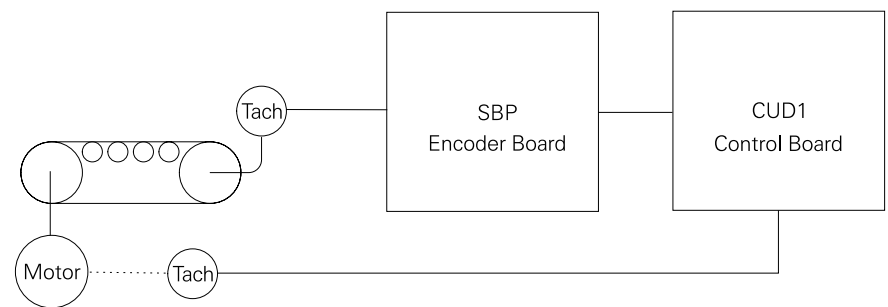 Tach
SBP
Encoder Board
CUD1
Control Board
Motor
Tach